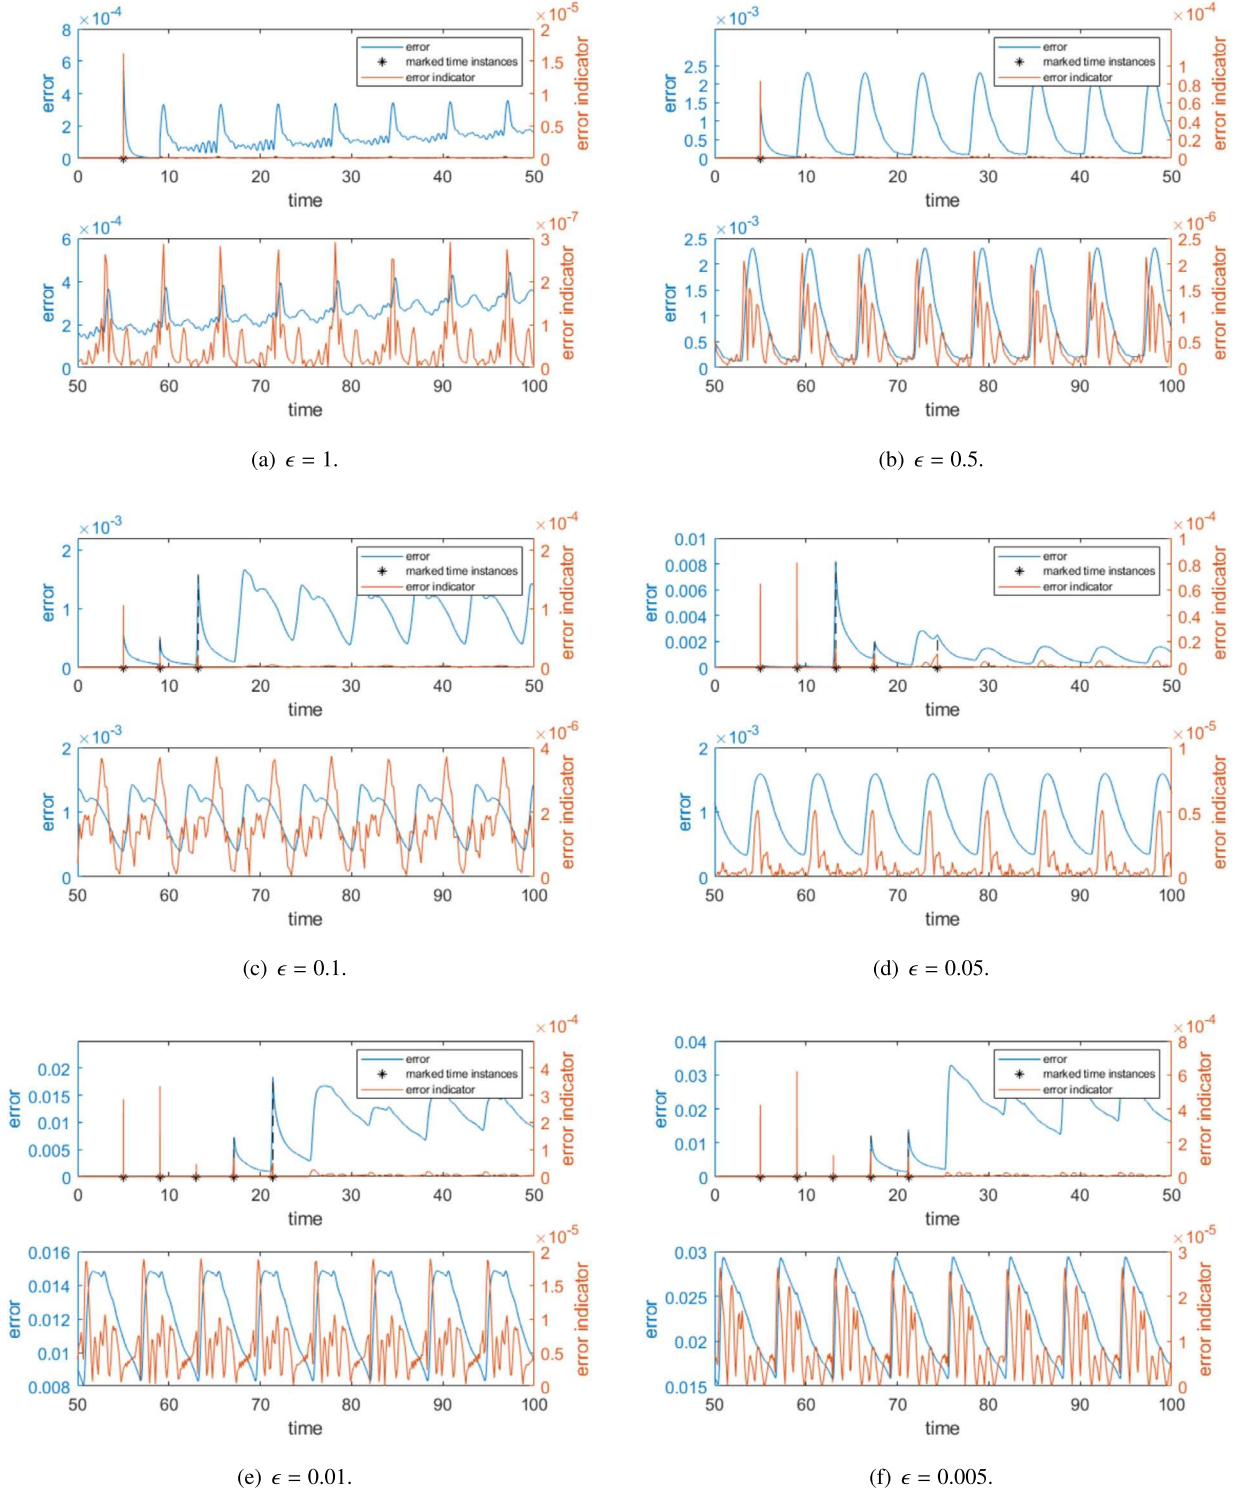 ×10⁻⁴ ×10⁻⁵ ×10⁻³ ×10⁻⁴
8 2
6 1.5 2.5 1
4 1 2 0.8
2 0.5 1.5 0.6
0 0 1 0.4
0.5 0.2
0 0
error error indicator error error indicator
error
marked time instances
error indicator
error
marked time instances
error indicator
0 10 20 30 40 50 0 10 20 30 40 50
time time
×10⁻⁴ ×10⁻⁷ ×10⁻³ ×10⁻⁶
6 3 2.5 2.5
4 2 2 2
2 1 1.5 1.5
0 0 1 1
0.5 0.5
0 0
error error indicator error error indicator
50 60 70 80 90 100 50 60 70 80 90 100
time time
(a) ϵ = 1. (b) ϵ = 0.5.
×10⁻³ ×10⁻⁴ ×10⁻⁴
2 2 0.01 1
1 1 0.008 0.8
0 0 0.006 0.6
0.004 0.4
0.002 0.2
0 0
error error indicator error error indicator
error
marked time instances
error indicator
error
marked time instances
error indicator
0 10 20 30 40 50 0 10 20 30 40 50
time time
×10⁻³ ×10⁻⁶ ×10⁻³ ×10⁻⁵
2 4 2 1
1 2 1 0.5
0 0 0 0
error error indicator error error indicator
50 60 70 80 90 100 50 60 70 80 90 100
time time
(c) ϵ = 0.1. (d) ϵ = 0.05.
×10⁻⁴ ×10⁻⁴
0.02 5 0.04 8
0.015 4 0.03 6
0.01 3 0.02 4
0.005 2 0.01 2
0 1 0 0
0
error error indicator error error indicator
error
marked time instances
error indicator
error
marked time instances
error indicator
0 10 20 30 40 50 0 10 20 30 40 50
time time
×10⁻⁵ ×10⁻⁵
0.016 2 0.03 3
0.014 1.5 0.025 2
0.012 1 0.02 1
0.01 0.5 0.015 0
0.008 0
error error indicator error error indicator
50 60 70 80 90 100 50 60 70 80 90 100
time time
(e) ϵ = 0.01. (f) ϵ = 0.005.